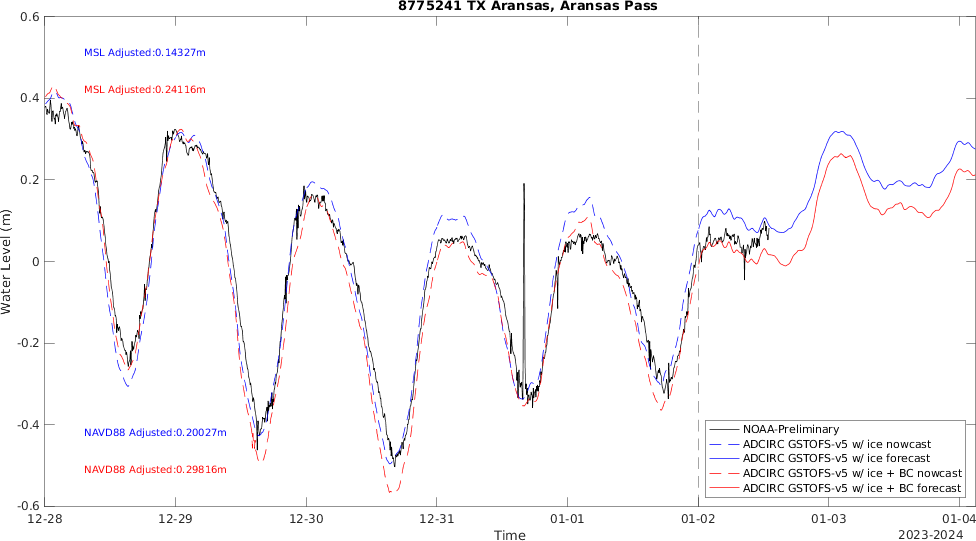 8775241 TX Aransas, Aransas Pass
0.6
MSL Adjusted:0.14327m
MSL Adjusted:0.24116m
0.4
0.2
0
-0.2
-0.4
-0.6
Water Level (m)
NAVD88 Adjusted:0.20027m
NAVD88 Adjusted:0.29816m
NOAA-Preliminary
ADCIRC GSTOFS-v5 w/ ice nowcast
ADCIRC GSTOFS-v5 w/ ice forecast
ADCIRC GSTOFS-v5 w/ ice + BC nowcast
ADCIRC GSTOFS-v5 w/ ice + BC forecast
12-28 12-29 12-30 12-31 01-01 01-02 01-03 01-04
Time
2023-2024